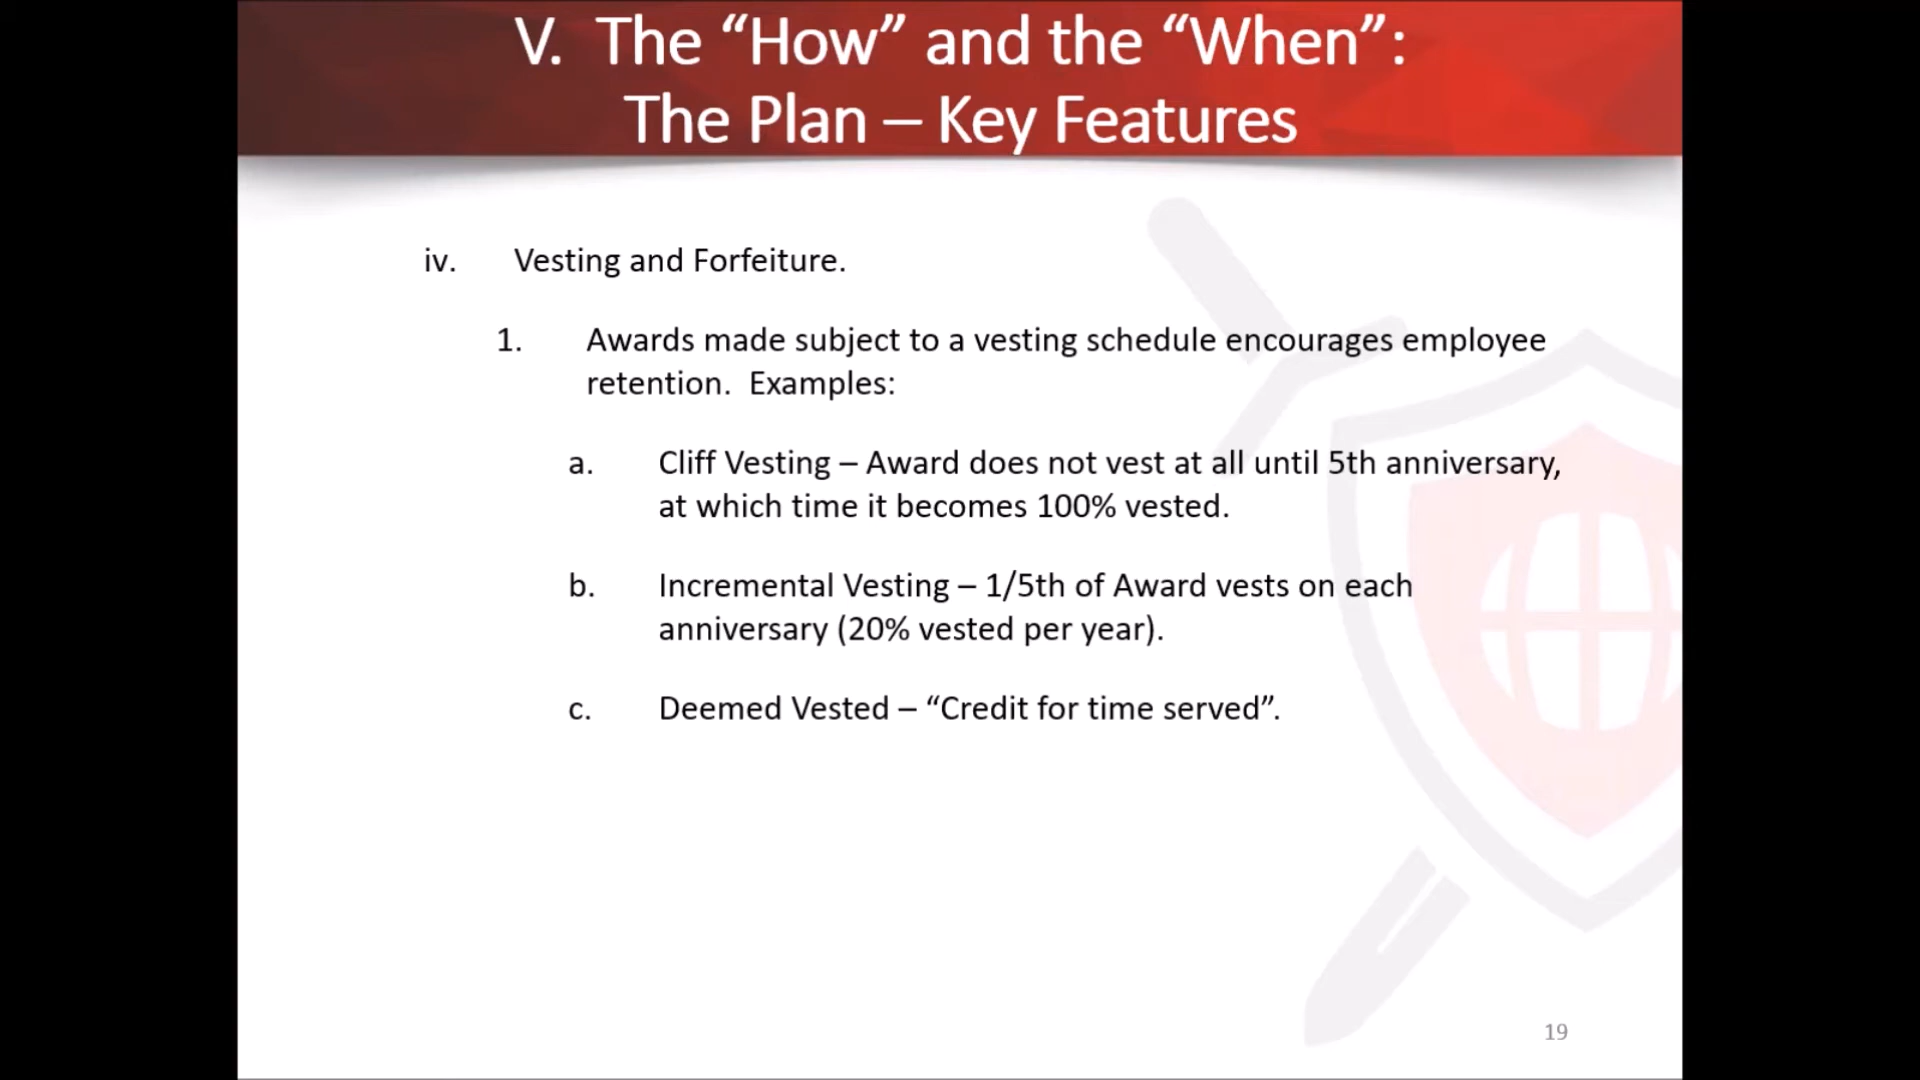 V. The “How” and the “When”:
The Plan – Key Features
iv. Vesting and Forfeiture.
1. Awards made subject to a vesting schedule encourages employee
retention. Examples:
a. Cliff Vesting – Award does not vest at all until 5th anniversary,
at which time it becomes 100% vested.
b. Incremental Vesting – 1/5th of Award vests on each
anniversary (20% vested per year).
c. Deemed Vested – “Credit for time served”.
19